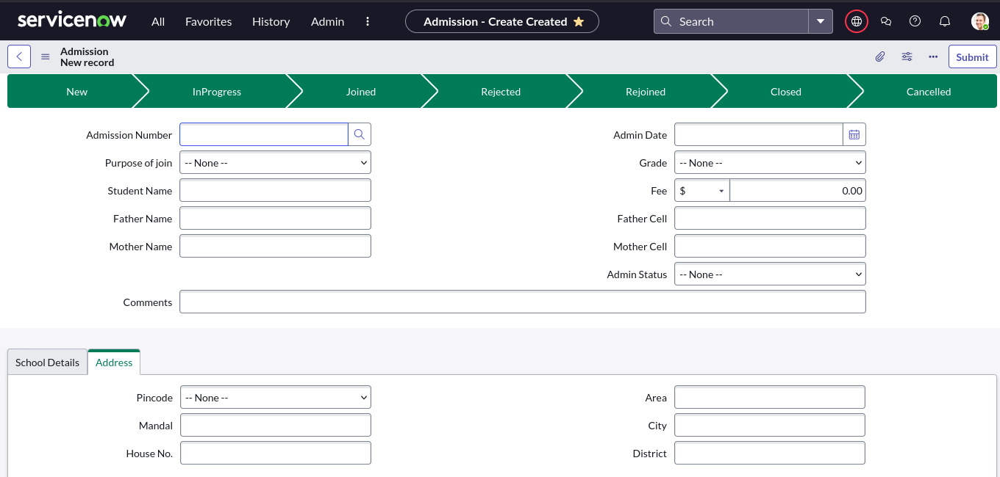 servicenow All Favorites History Admin Admission - Create Created Search
Admission
New record
Submit
New InProgress Joined Rejected Rejoined Closed Cancelled
Admission Number Admin Date
Purpose of join -- None -- Grade -- None --
Student Name Fee $ 0.00
Father Name Father Cell
Mother Name Mother Cell
Admin Status -- None --
Comments
School Details Address
Pincode -- None -- Area
Mandal City
House No. District